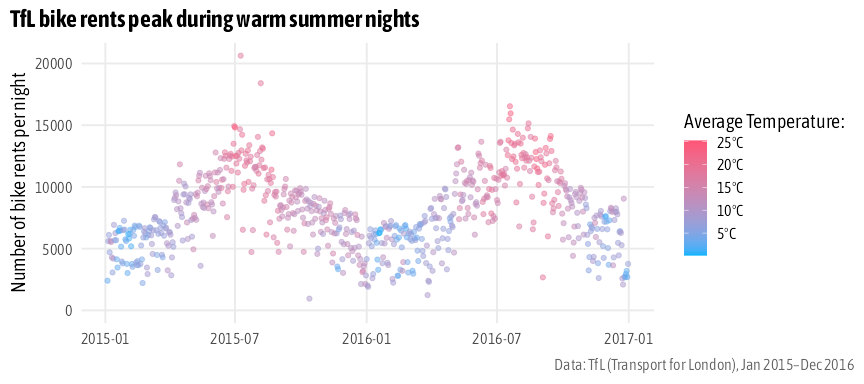 TfL bike rents peak during warm summer nights
Number of bike rents per night
20000
15000
10000
5000
0
2015-01
2015-07
2016-01
2016-07
2017-01
Average Temperature:
25°C
20°C
15°C
10°C
5°C
Data: TfL (Transport for London), Jan 2015–Dec 2016